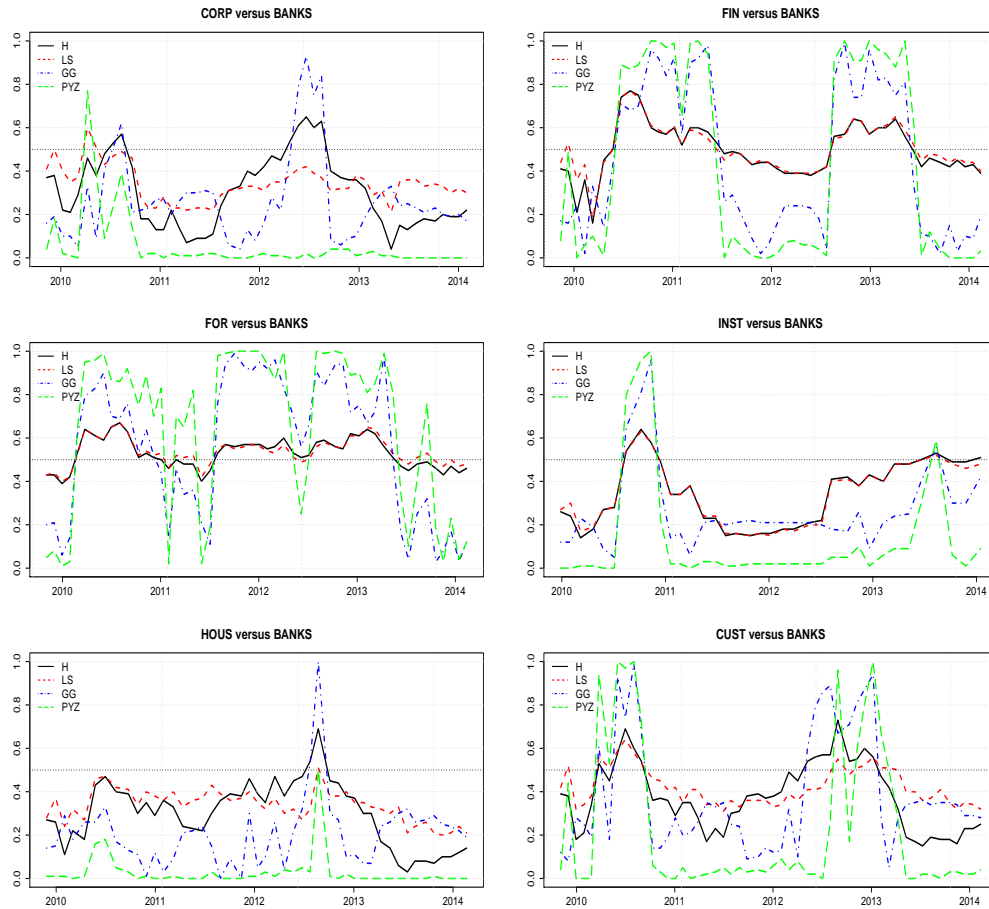 CORP versus BANKS
H
LS
GG
PYZ
0.0 0.2 0.4 0.6 0.8 1.0
2010 2011 2012 2013 2014
FIN versus BANKS
H
LS
GG
PYZ
0.0 0.2 0.4 0.6 0.8 1.0
2010 2011 2012 2013 2014
FOR versus BANKS
H
LS
GG
PYZ
0.0 0.2 0.4 0.6 0.8 1.0
2010 2011 2012 2013 2014
INST versus BANKS
H
LS
GG
PYZ
0.0 0.2 0.4 0.6 0.8 1.0
2010 2011 2012 2013 2014
HOUS versus BANKS
H
LS
GG
PYZ
0.0 0.2 0.4 0.6 0.8 1.0
2010 2011 2012 2013 2014
CUST versus BANKS
H
LS
GG
PYZ
0.0 0.2 0.4 0.6 0.8 1.0
2010 2011 2012 2013 2014